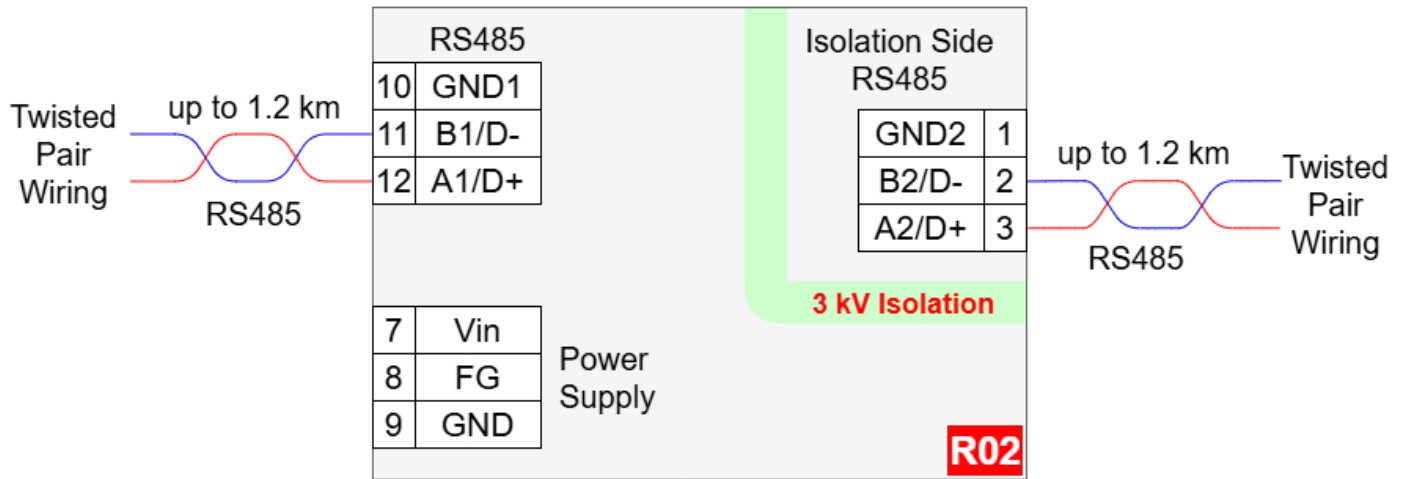 RS485
10 GND1
11 B1/D-
12 A1/D+
Twisted
Pair
Wiring
up to 1.2 km
RS485
Isolation Side
RS485
GND2 1
B2/D- 2
A2/D+ 3
up to 1.2 km
RS485
Twisted
Pair
Wiring
3 kV Isolation
7 Vin
8 FG
9 GND
Power
Supply
R02